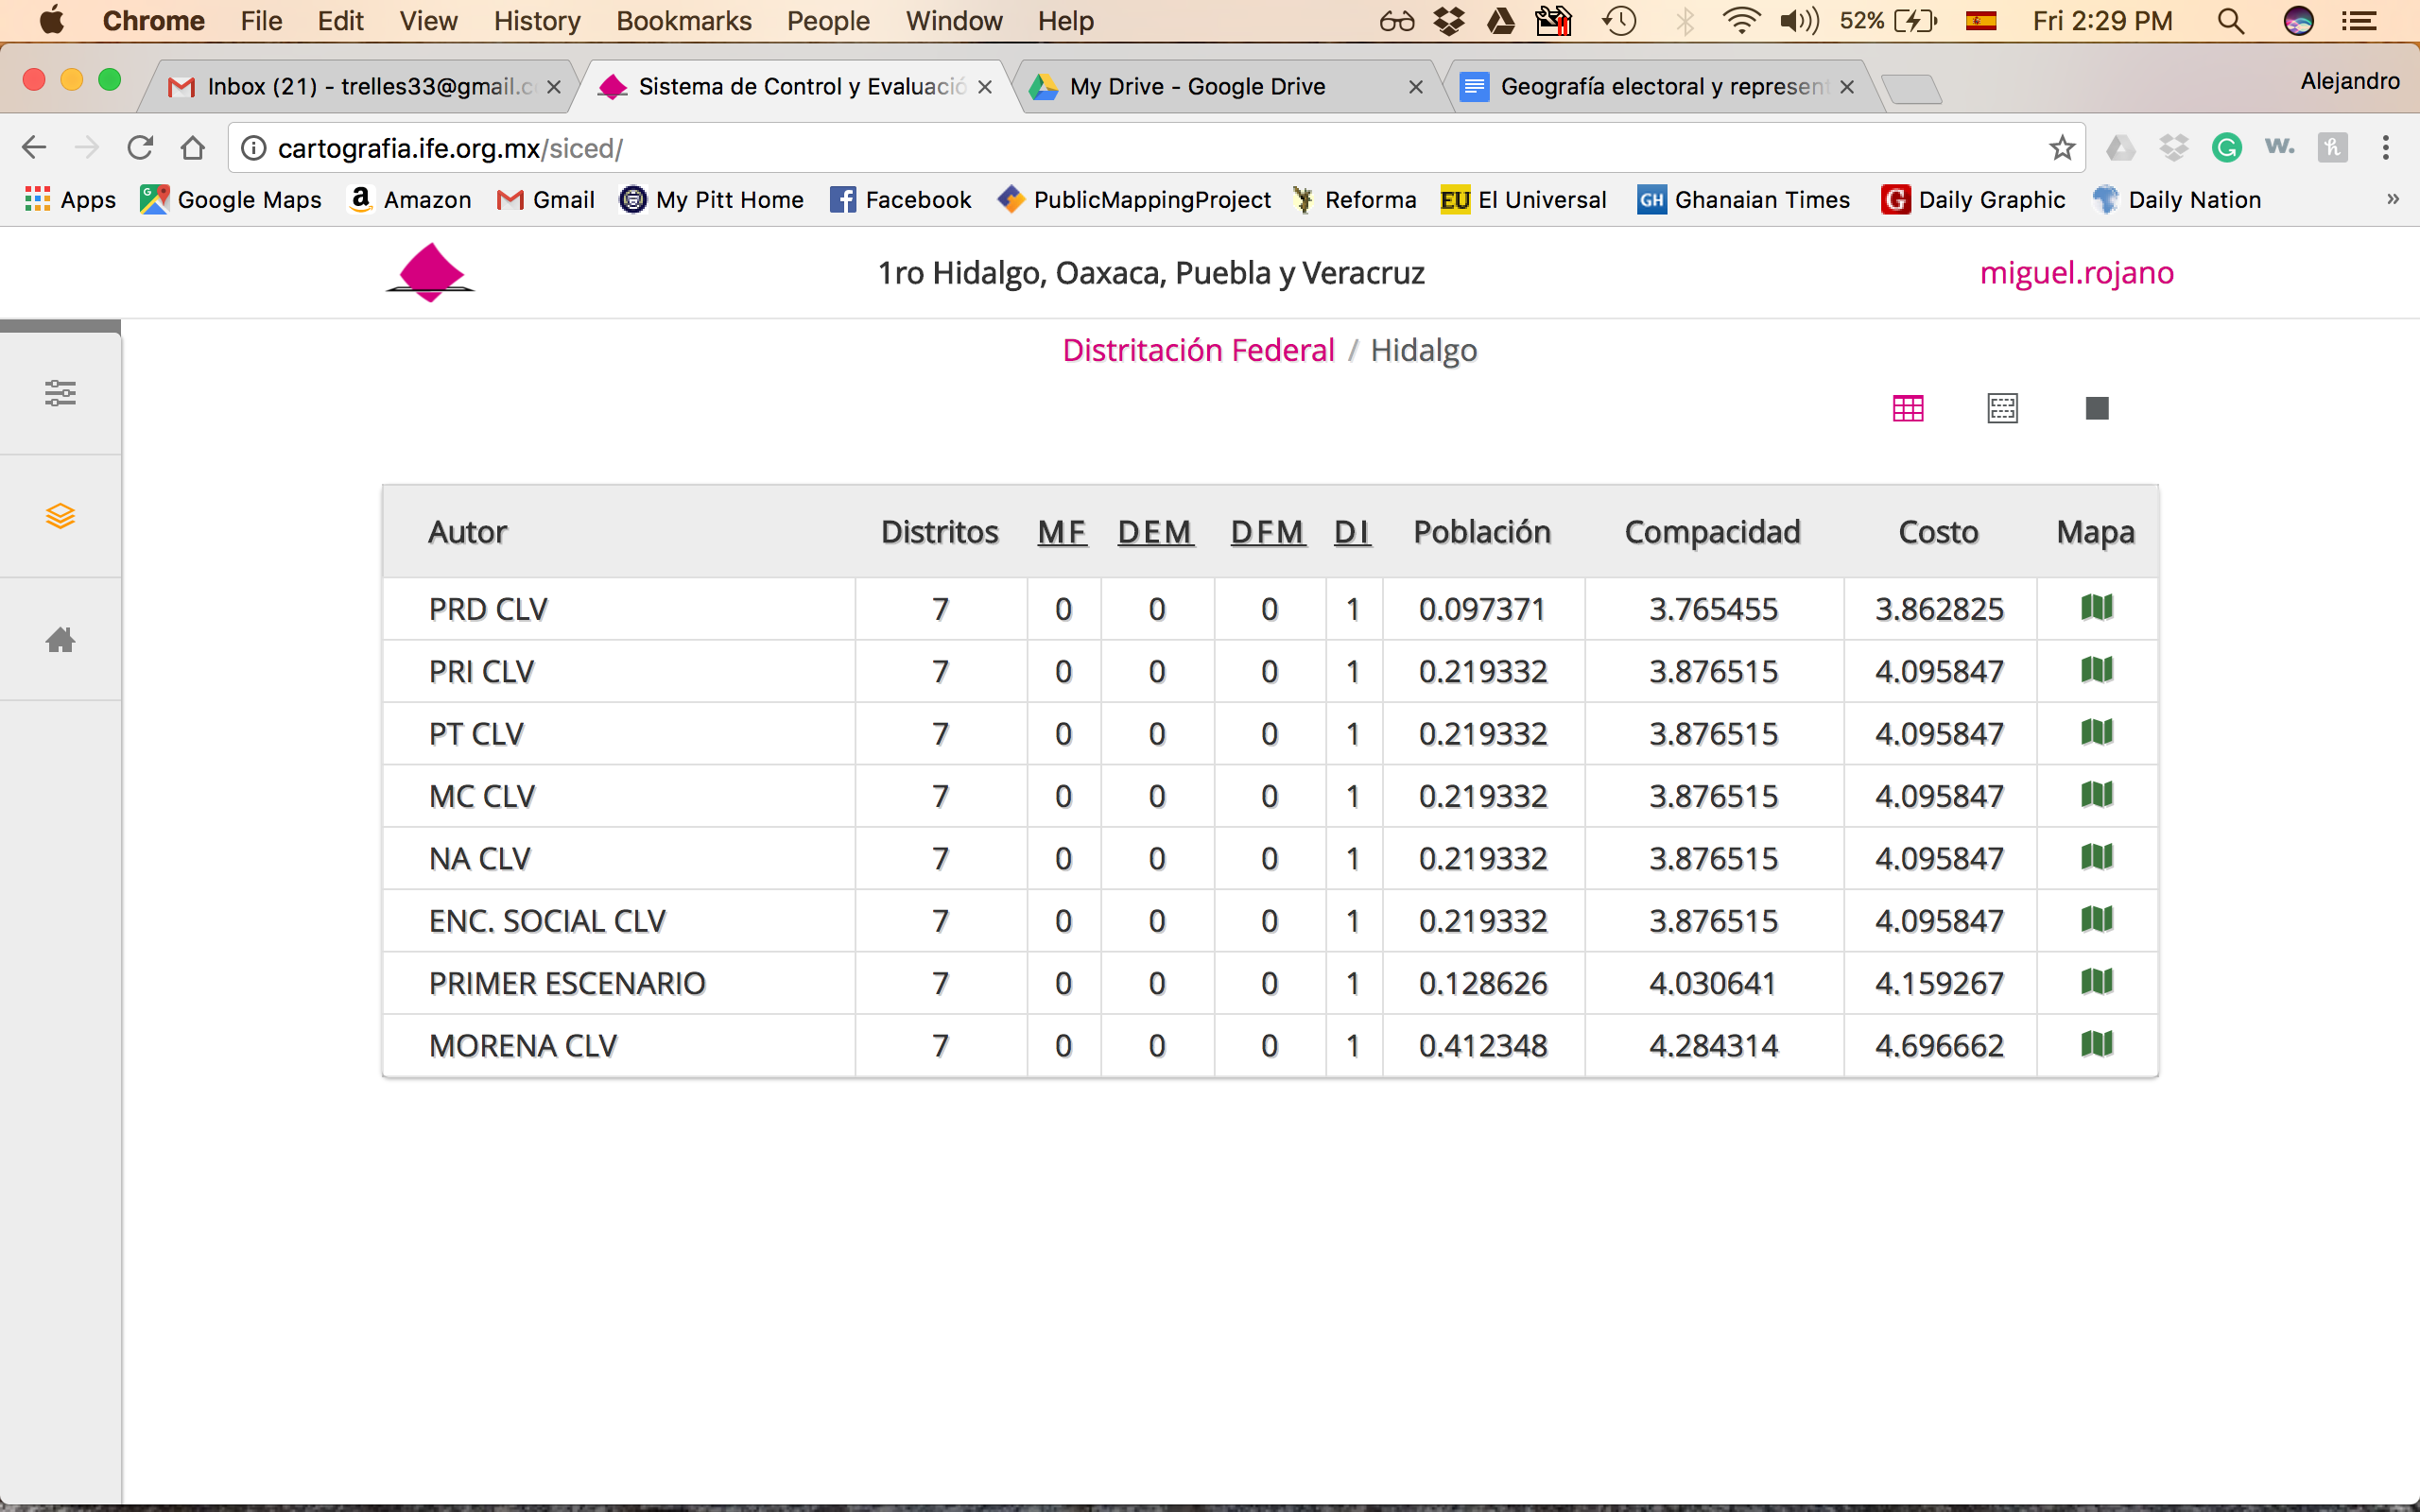 Chrome File Edit View History Bookmarks People Window Help 52% Fri 2:29 PM
Inbox (21) - trelles33@gmail.c Sistema de Control y Evaluació My Drive - Google Drive Geografía electoral y represent Alejandro
cartografia.ife.org.mx/siced/
Apps Google Maps Amazon Gmail My Pitt Home Facebook PublicMappingProject Reforma EU El Universal GH Ghanaian Times G Daily Graphic Daily Nation »
1ro Hidalgo, Oaxaca, Puebla y Veracruz miguel.rojano
Distritación Federal / Hidalgo
Autor Distritos MF DEM DFM DI Población Compacidad Costo Mapa
PRD CLV 7 0 0 0 1 0.097371 3.765455 3.862825
PRI CLV 7 0 0 0 1 0.219332 3.876515 4.095847
PT CLV 7 0 0 0 1 0.219332 3.876515 4.095847
MC CLV 7 0 0 0 1 0.219332 3.876515 4.095847
NA CLV 7 0 0 0 1 0.219332 3.876515 4.095847
ENC. SOCIAL CLV 7 0 0 0 1 0.219332 3.876515 4.095847
PRIMER ESCENARIO 7 0 0 0 1 0.128626 4.030641 4.159267
MORENA CLV 7 0 0 0 1 0.412348 4.284314 4.696662